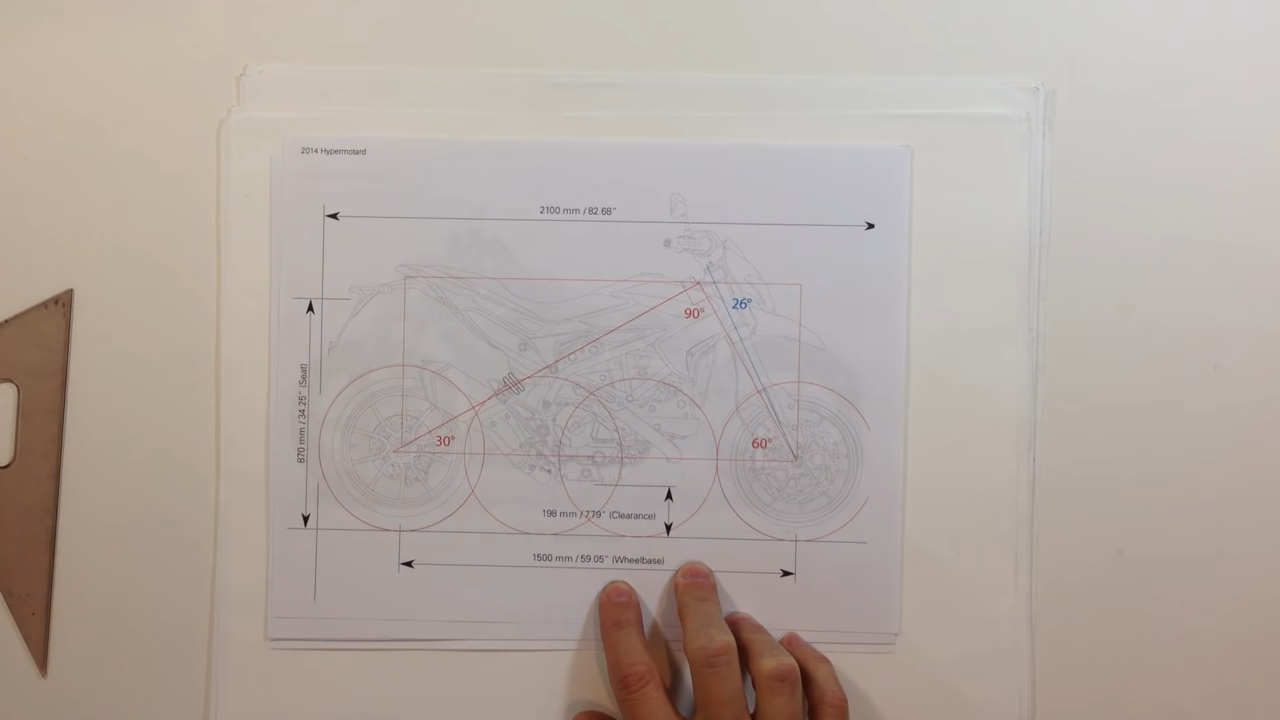 2014 Hypermotard
2100 mm / 82.68"
26°
90°
870 mm / 34.25" (Seat)
30°
60°
198 mm / 7.79" (Clearance)
1500 mm / 59.05" (Wheelbase)